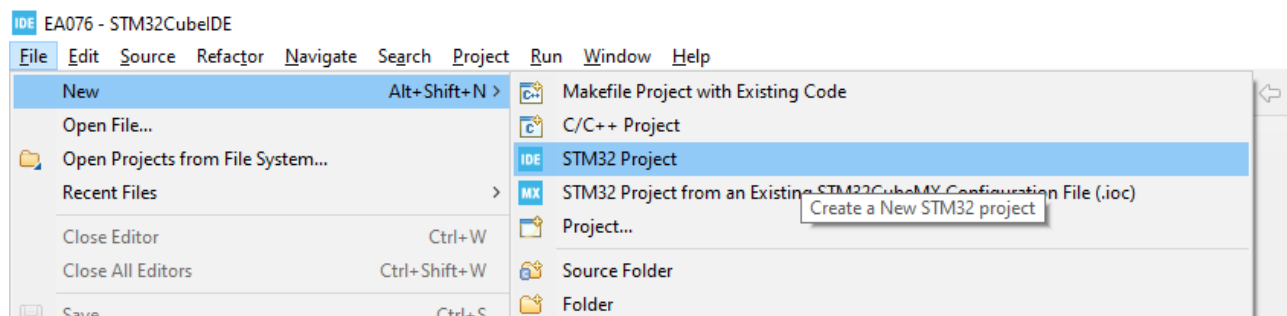 IDE EA076 - STM32CubeIDE
File Edit Source Refactor Navigate Search Project Run Window Help
New Alt+Shift+N >
Open File...
Open Projects from File System...
Recent Files >
Close Editor Ctrl+W
Close All Editors Ctrl+Shift+W
Save Ctrl+S
Makefile Project with Existing Code
C/C++ Project
IDE STM32 Project
MX STM32 Project from an Existing STM32CubeMX Configuration File (.ioc)
Create a New STM32 project
Project...
Source Folder
Folder